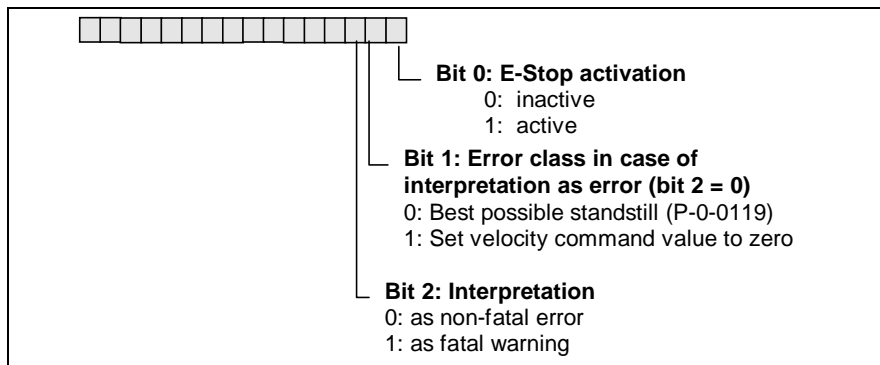 Bit 0: E-Stop activation
0: inactive
1: active
Bit 1: Error class in case of
interpretation as error (bit 2 = 0)
0: Best possible standstill (P-0-0119)
1: Set velocity command value to zero
Bit 2: Interpretation
0: as non-fatal error
1: as fatal warning